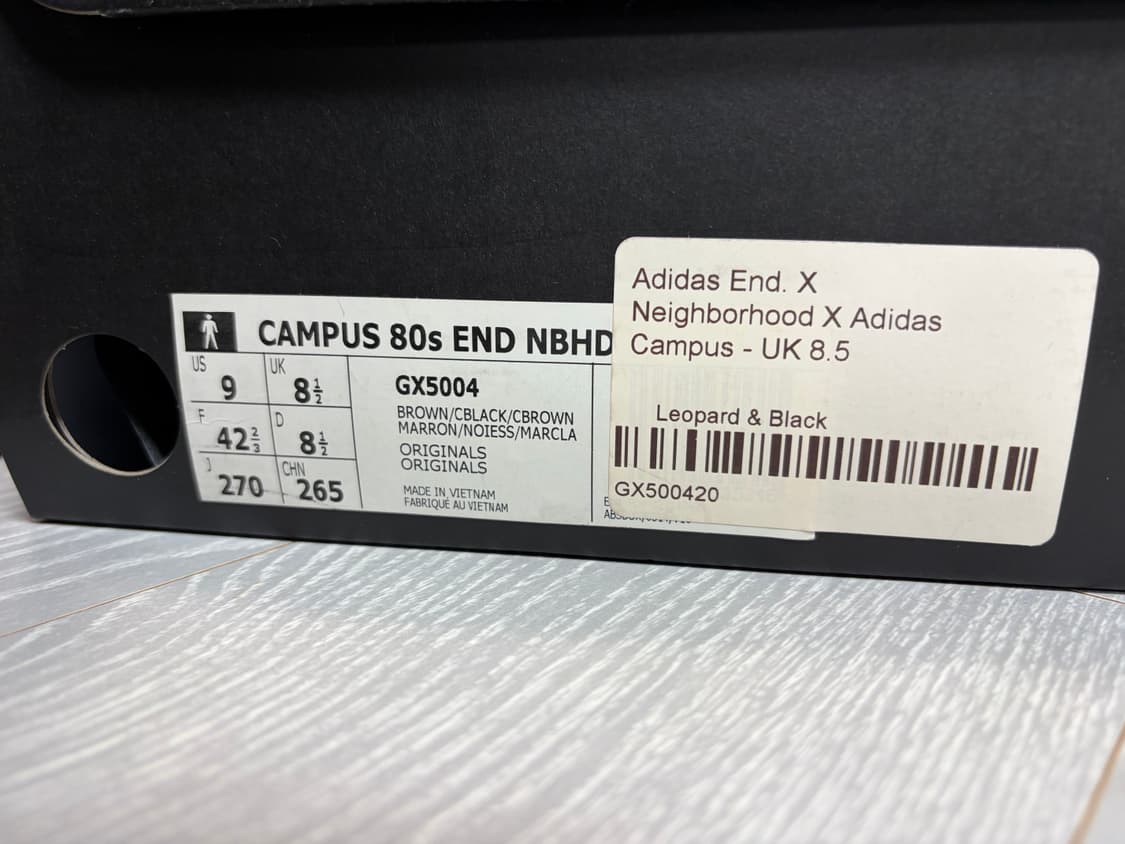 CAMPUS 80s END NBHD
US
9
UK
8½
F
42⅔
D
8½
J
270
CHN
265
GX5004
BROWN/CBLACK/CBROWN
MARRON/NOIESS/MARCLA
ORIGINALS
ORIGINALS
MADE IN VIETNAM
FABRIQUÉ AU VIETNAM
Adidas End. X
Neighborhood X Adidas
Campus - UK 8.5
Leopard & Black
GX500420